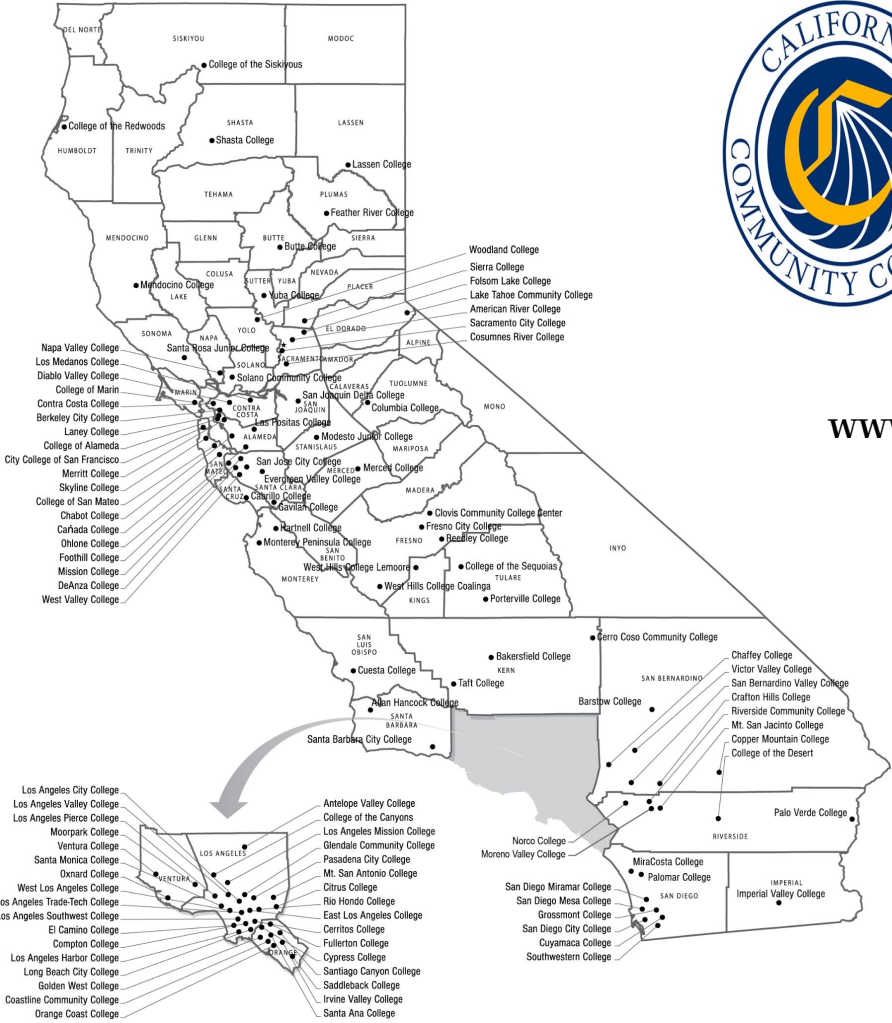 DEL NORTE
SISKIYOU
MODOC
College of the Siskiyous
College of the Redwoods
HUMBOLDT
TRINITY
SHASTA
Shasta College
LASSEN
Lassen College
TEHAMA
PLUMAS
Feather River College
MENDOCINO
GLENN
BUTTE
Butte College
SIERRA
COLUSA
Mendocino College
LAKE
SUTTER
YUBA
Yuba College
NEVADA
PLACER
Woodland College
Sierra College
Folsom Lake College
Lake Tahoe Community College
American River College
Sacramento City College
Cosumnes River College
SONOMA
NAPA
YOLO
EL DORADO
ALPINE
Santa Rosa Junior College
SACRAMENTO
AMADOR
SOLANO
Solano Community College
Napa Valley College
Los Medanos College
Diablo Valley College
College of Marin
Contra Costa College
Berkeley City College
Laney College
College of Alameda
City College of San Francisco
Merritt College
Skyline College
College of San Mateo
Chabot College
Cañada College
Ohlone College
Foothill College
Mission College
DeAnza College
West Valley College
MARIN
CONTRA
COSTA
San Joaquin Delta College
SAN
JOAQUIN
CALAVERAS
TUOLUMNE
Columbia College
MONO
Las Positas College
ALAMEDA
Modesto Junior College
STANISLAUS
MARIPOSA
SAN
MATEO
San Jose City College
MERCED
Merced College
Evergreen Valley College
SANTA
CRUZ
SANTA CLARA
Cabrillo College
Gavilan College
MADERA
Clovis Community College Center
Hartnell College
Fresno City College
Monterey Peninsula College
FRESNO
Reedley College
SAN
BENITO
INYO
MONTEREY
West Hills College Lemoore
College of the Sequoias
TULARE
West Hills College Coalinga
KINGS
Porterville College
SAN
LUIS
OBISPO
Cuesta College
Bakersfield College
KERN
Taft College
Cerro Coso Community College
SAN BERNARDINO
Barstow College
Allan Hancock College
SANTA
BARBARA
Santa Barbara City College
Chaffey College
Victor Valley College
San Bernardino Valley College
Crafton Hills College
Riverside Community College
Mt. San Jacinto College
Copper Mountain College
College of the Desert
Palo Verde College
RIVERSIDE
Norco College
Moreno Valley College
MiraCosta College
Palomar College
San Diego Miramar College
San Diego Mesa College
Grossmont College
San Diego City College
Cuyamaca College
Southwestern College
SAN DIEGO
IMPERIAL
Imperial Valley College
Los Angeles City College
Los Angeles Valley College
Los Angeles Pierce College
Moorpark College
Ventura College
Santa Monica College
Oxnard College
West Los Angeles College
os Angeles Trade-Tech College
os Angeles Southwest College
El Camino College
Compton College
Los Angeles Harbor College
Long Beach City College
Golden West College
Coastline Community College
Orange Coast College
LOS ANGELES
VENTURA
ORANGE
Antelope Valley College
College of the Canyons
Los Angeles Mission College
Glendale Community College
Pasadena City College
Mt. San Antonio College
Citrus College
Rio Hondo College
East Los Angeles College
Cerritos College
Fullerton College
Cypress College
Santiago Canyon College
Saddleback College
Irvine Valley College
Santa Ana College
CALIFORN
COMMUNITY CO
WWW